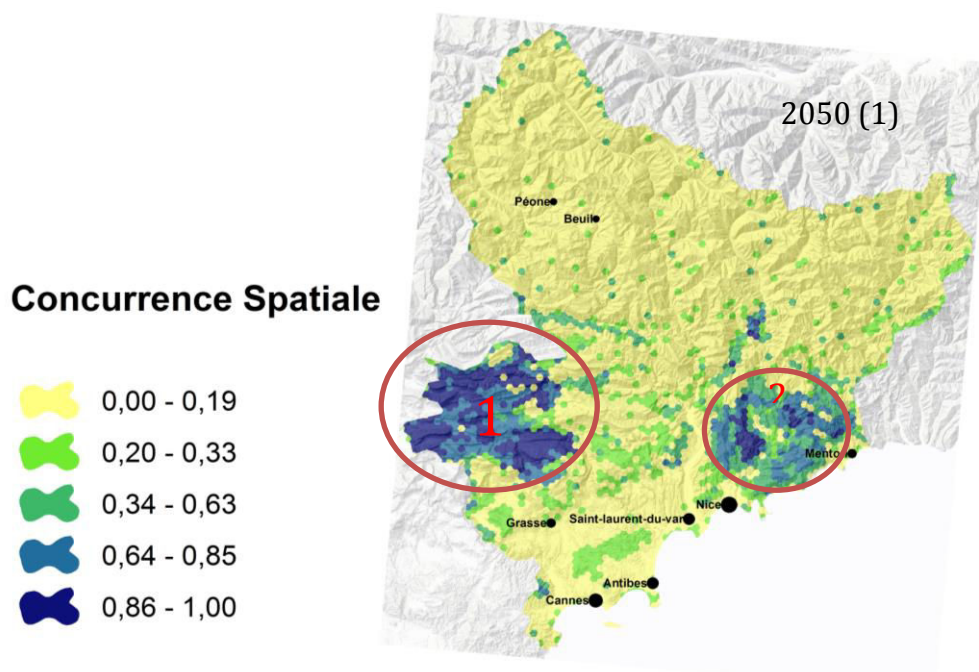 2050 (1)
Péone
Beuil
Concurrence Spatiale
0,00 - 0,19
0,20 - 0,33
0,34 - 0,63
0,64 - 0,85
0,86 - 1,00
1
Menton
Nice
Grasse
Saint-laurent-du-var
Antibes
Cannes